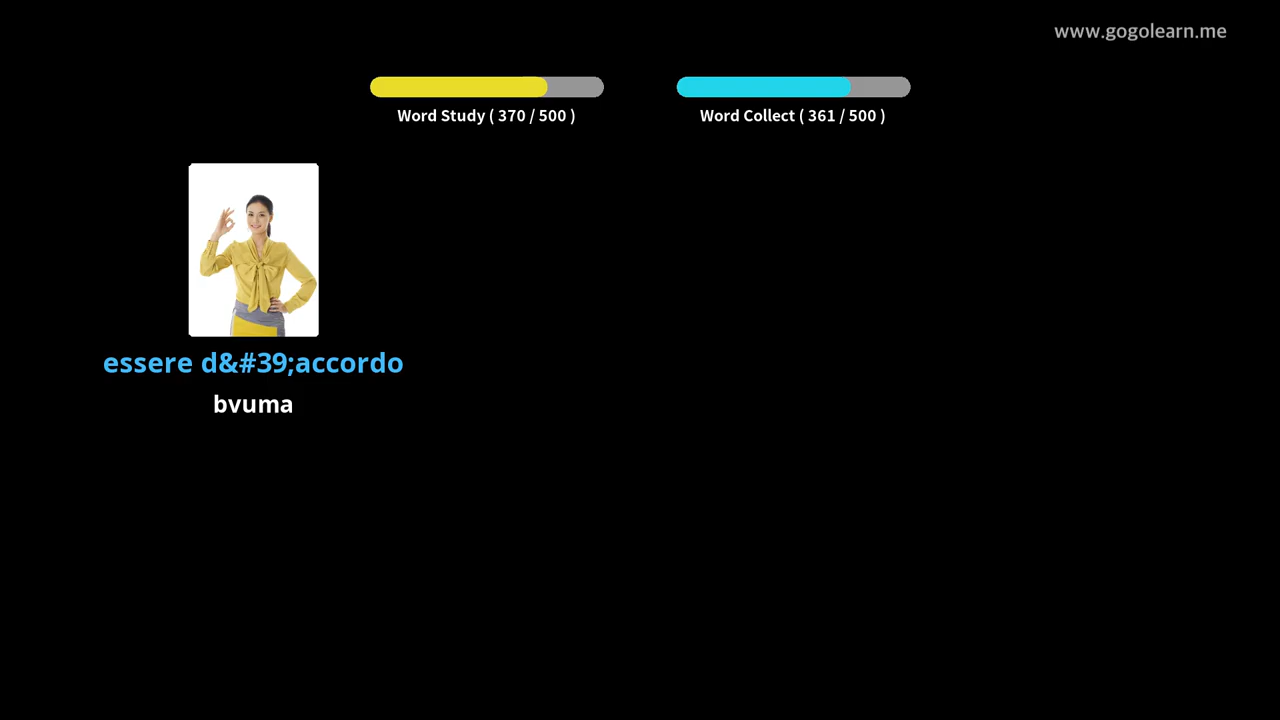 www.gogolearn.me
Word Study ( 370 / 500 )
Word Collect ( 361 / 500 )
essere d&#39;accordo
bvuma